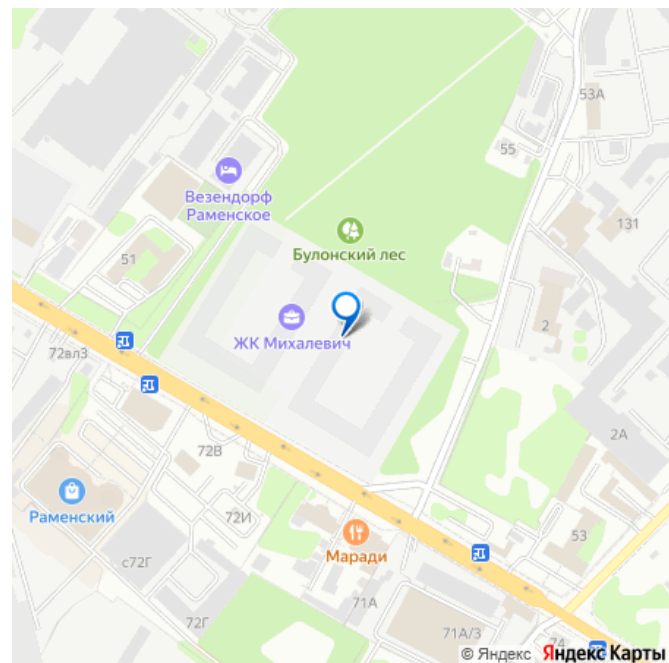 53А
55
Везендорф
Раменское
131
Булонский лес
51
2
ЖК Михалевич
72вл3
2А
72В
Раменский
72И
53
Маради
с72Г
71А
72Г
71А/3
74
© Яндекс Яндекс Карты